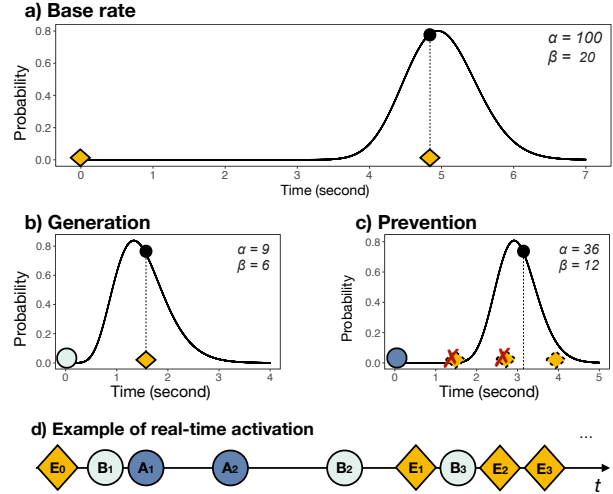 a) Base rate
α = 100
β = 20
Probability
0.8
0.6
0.4
0.2
0.0
0 1 2 3 4 5 6 7
Time (second)
b) Generation
α = 9
β = 6
Probability
0.8
0.6
0.4
0.2
0.0
0 1 2 3 4
Time (second)
c) Prevention
α = 36
β = 12
Probability
0.8
0.6
0.4
0.2
0.0
0 1 2 3 4 5
Time (second)
d) Example of real-time activation
...
E0 B1 A1 A2 B2 E1 B3 E2 E3
t